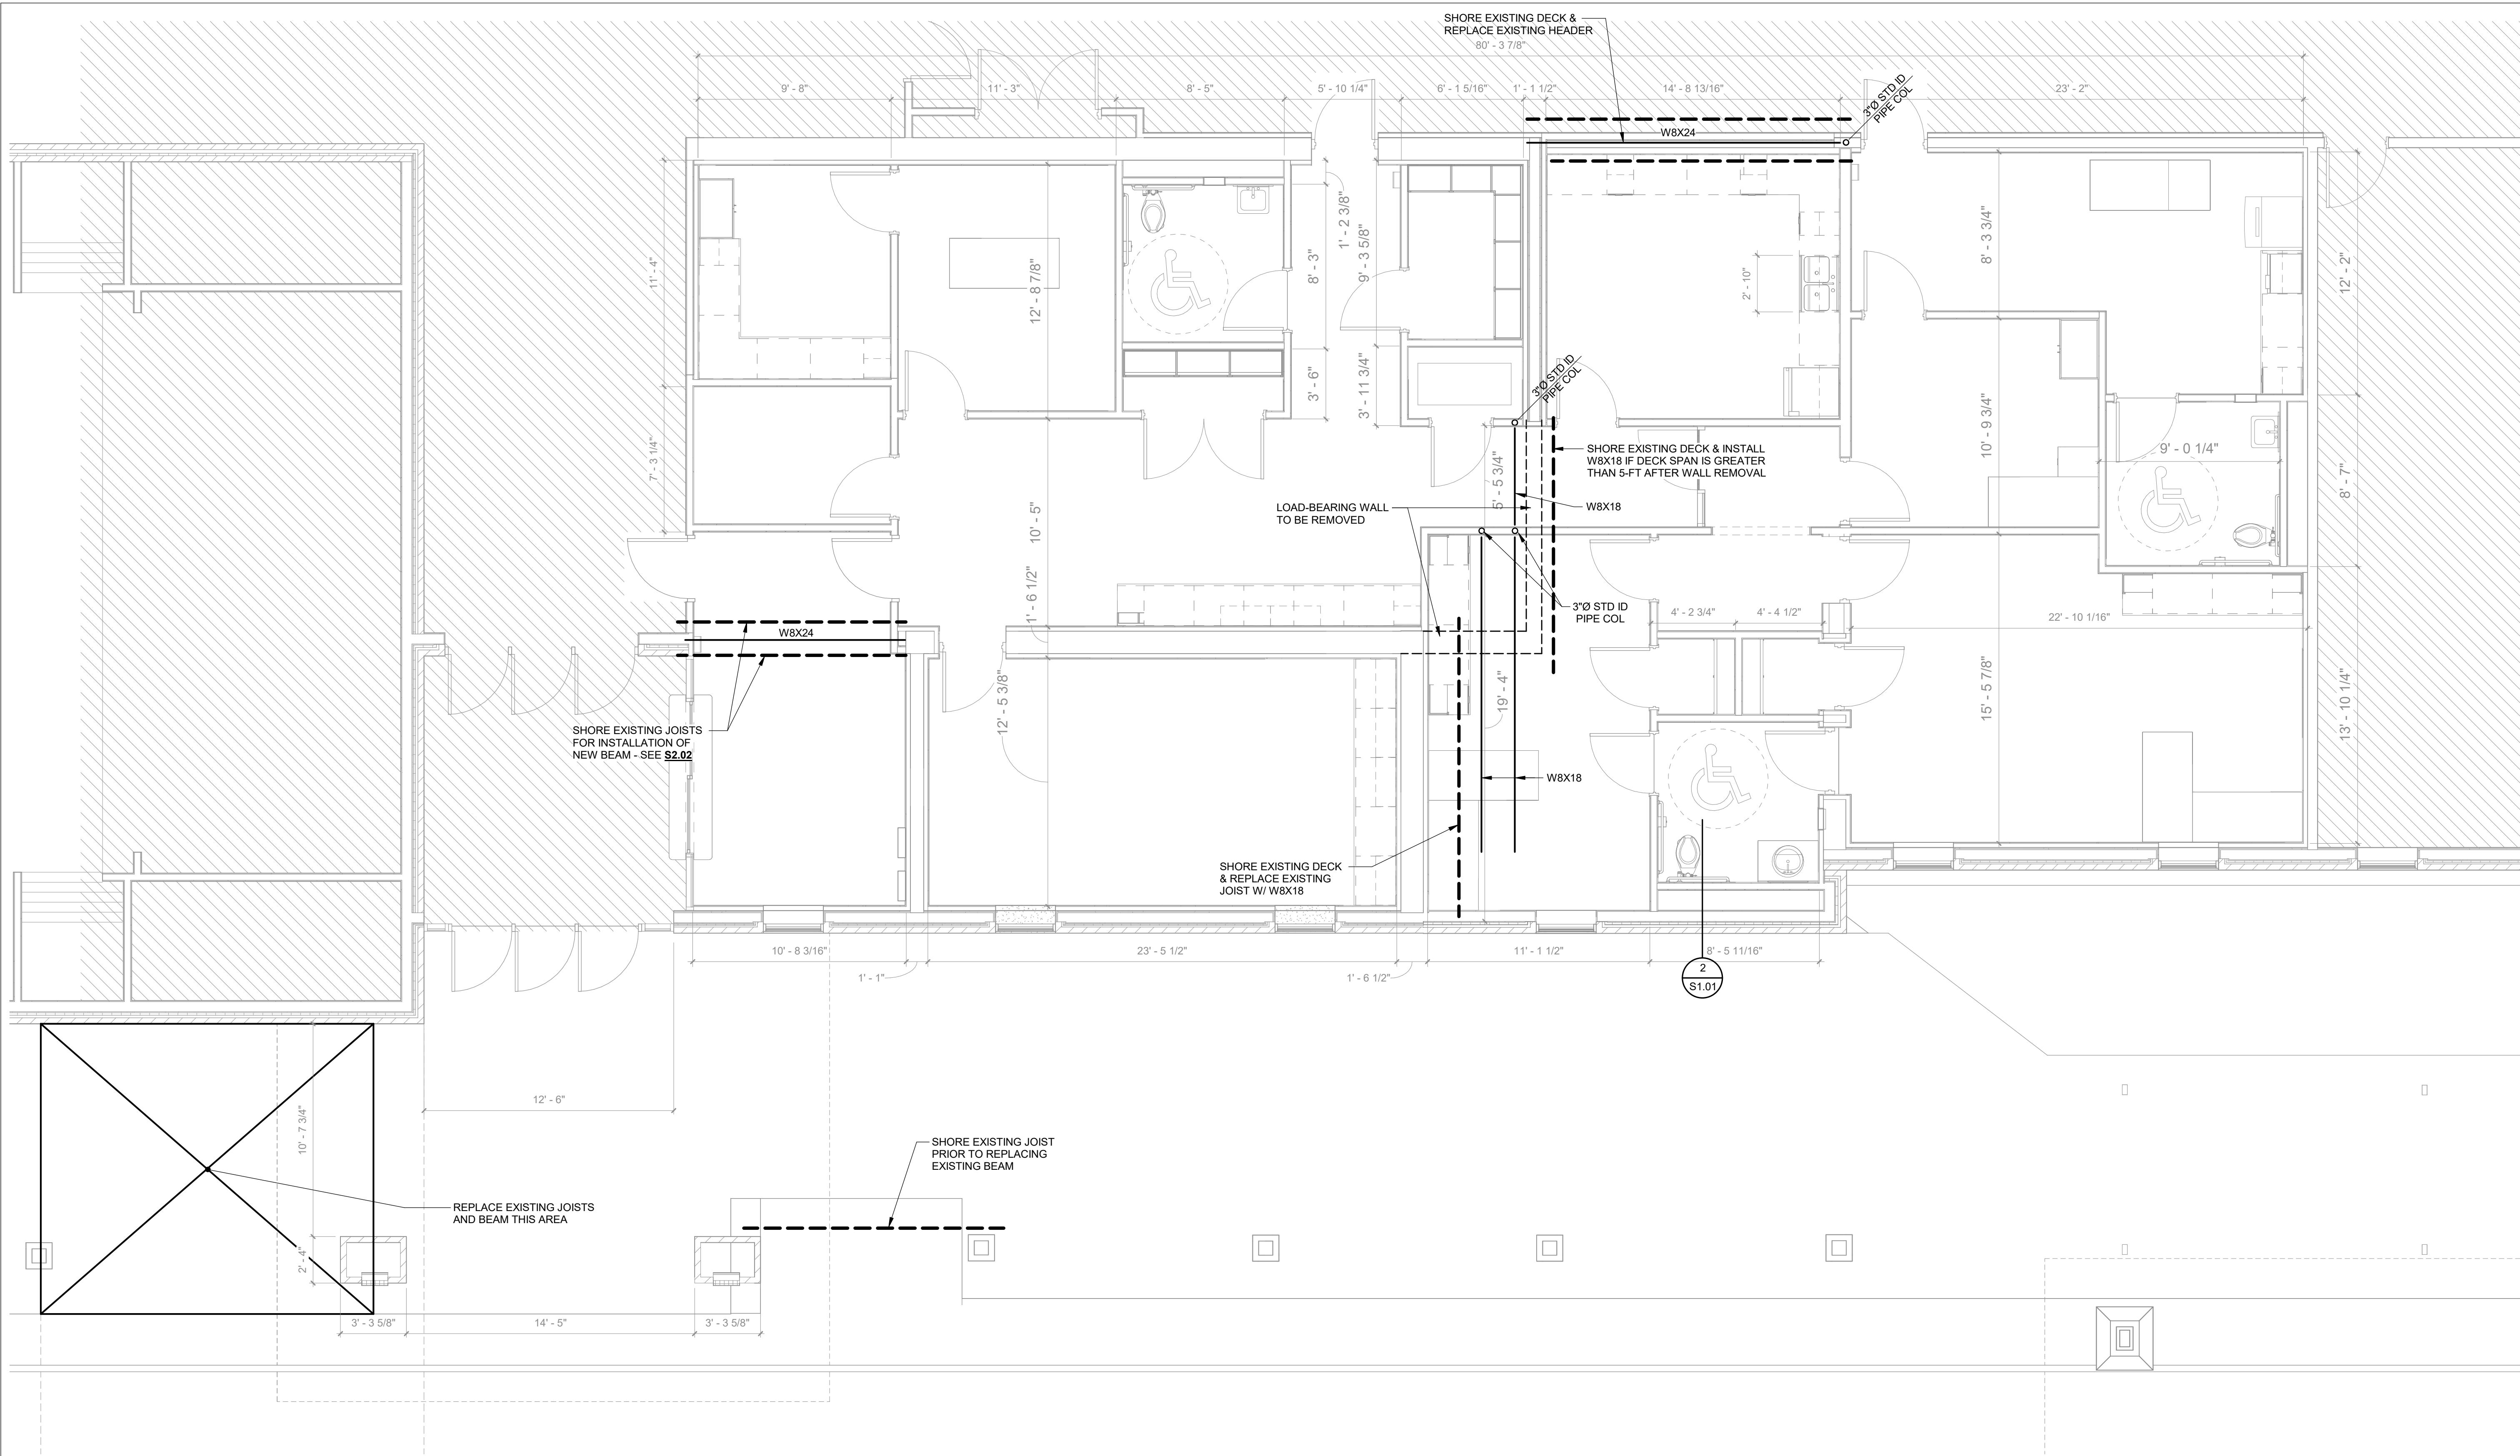 SHORE EXISTING DECK &
REPLACE EXISTING HEADER
80' - 3 7/8"
9' - 8"
11' - 3"
8' - 5"
5' - 10 1/4"
6' - 1 5/16"
1' - 1 1/2"
14' - 8 13/16"
23' - 2"
3"Ø STD ID
PIPE COL
W8X24
11' - 4"
12' - 8 7/8"
8' - 3"
1' - 2 3/8"
9' - 3 5/8"
2' - 10"
8' - 3 3/4"
12' - 2"
3' - 6"
3' - 11 3/4"
3"Ø STD ID
PIPE COL
10' - 9 3/4"
7' - 3 1/4"
10' - 5"
5' - 5 3/4"
SHORE EXISTING DECK & INSTALL
W8X18 IF DECK SPAN IS GREATER
THAN 5-FT AFTER WALL REMOVAL
9' - 0 1/4"
8' - 7"
LOAD-BEARING WALL
TO BE REMOVED
W8X18
1' - 6 1/2"
3"Ø STD ID
PIPE COL
4' - 2 3/4"
4' - 4 1/2"
22' - 10 1/16"
W8X24
12' - 5 3/8"
19' - 4"
15' - 5 7/8"
13' - 10 1/4"
SHORE EXISTING JOISTS
FOR INSTALLATION OF
NEW BEAM - SEE S2.02
W8X18
SHORE EXISTING DECK
& REPLACE EXISTING
JOIST W/ W8X18
10' - 8 3/16"
1' - 1"
23' - 5 1/2"
1' - 6 1/2"
11' - 1 1/2"
8' - 5 11/16"
2
S1.01
12' - 6"
10' - 7 3/4"
SHORE EXISTING JOIST
PRIOR TO REPLACING
EXISTING BEAM
REPLACE EXISTING JOISTS
AND BEAM THIS AREA
2' - 4"
3' - 3 5/8"
14' - 5"
3' - 3 5/8"